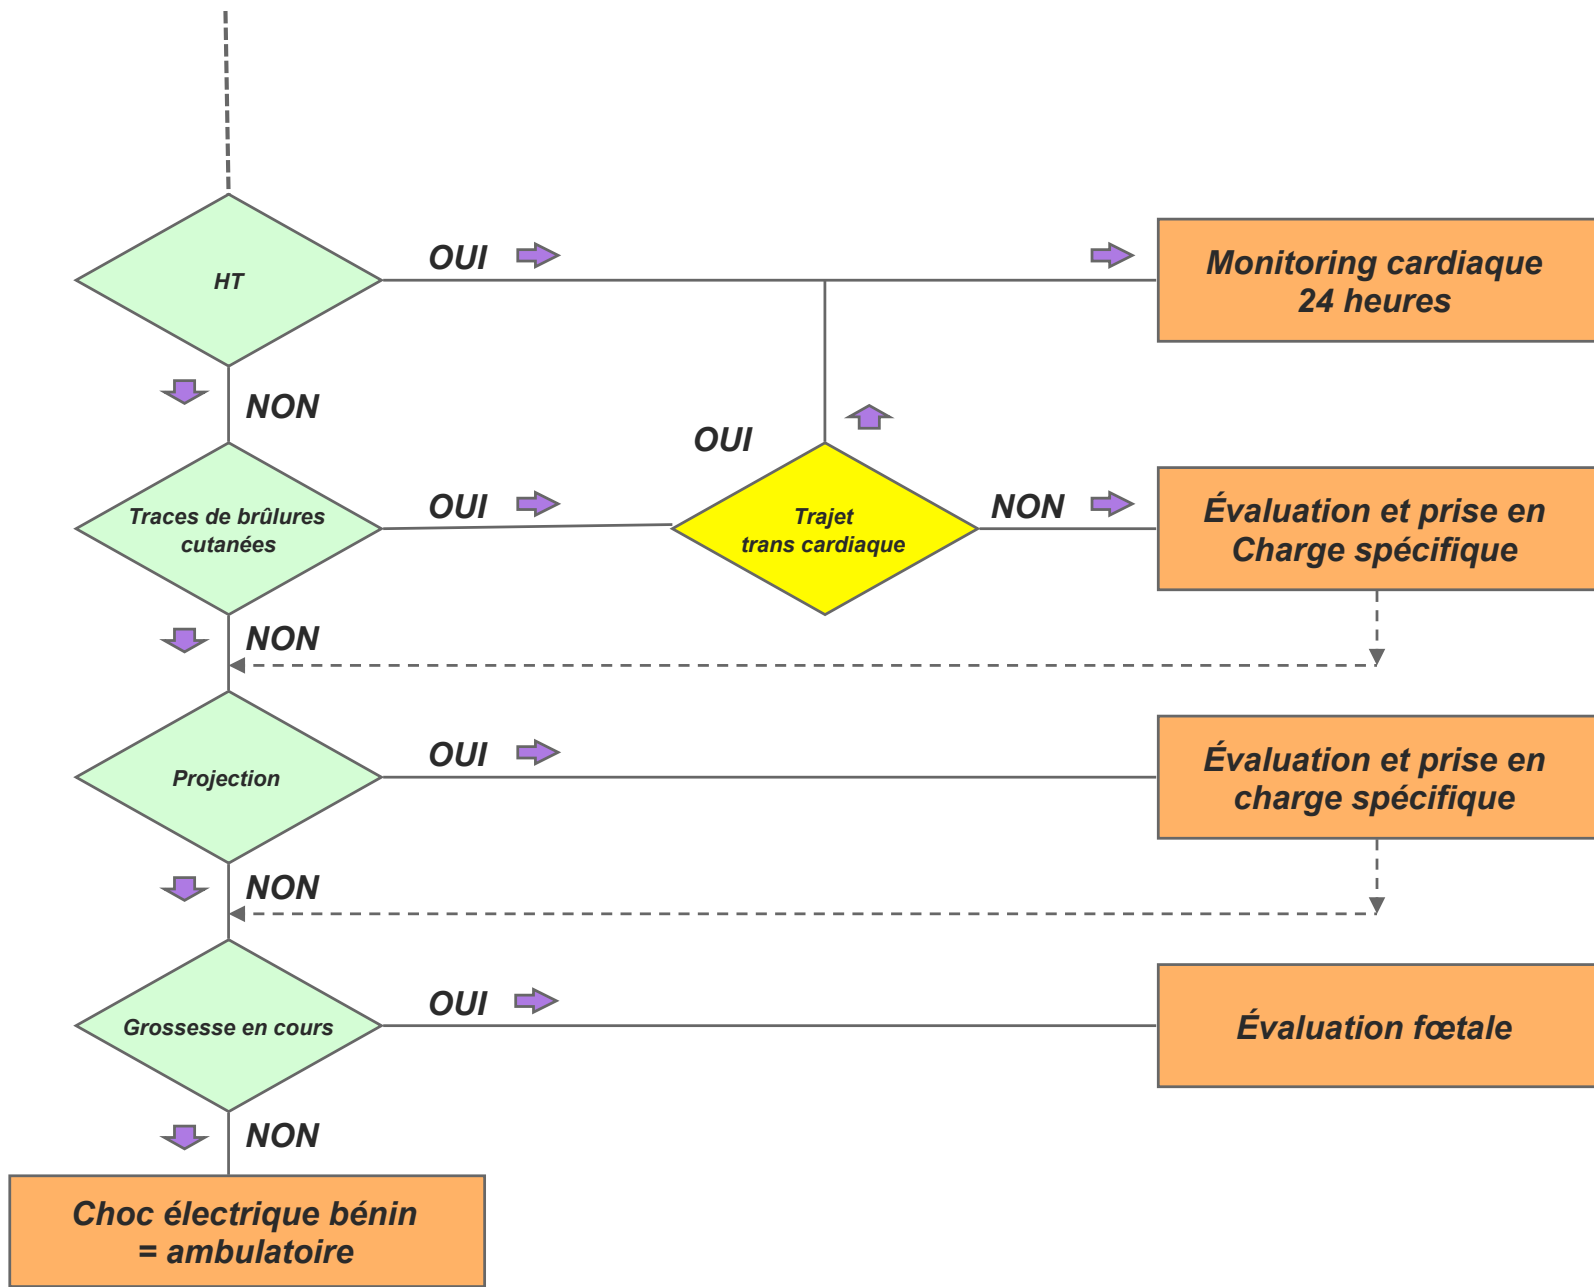 HT
OUI
Monitoring cardiaque
24 heures
NON
OUI
Traces de brûlures
cutanées
OUI
Trajet
trans cardiaque
NON
Évaluation et prise en
Charge spécifique
NON
Projection
OUI
Évaluation et prise en
charge spécifique
NON
Grossesse en cours
OUI
Évaluation fœtale
NON
Choc électrique bénin
= ambulatoire